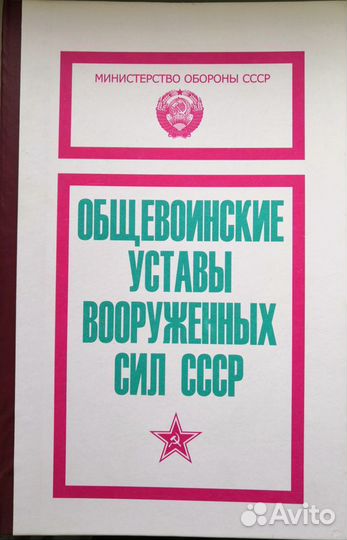 МИНИСТЕРСТВО ОБОРОНЫ СССР
ОБЩЕВОИНСКИЕ
УСТАВЫ
ВООРУЖЕННЫХ
СИЛ СССР
Avito